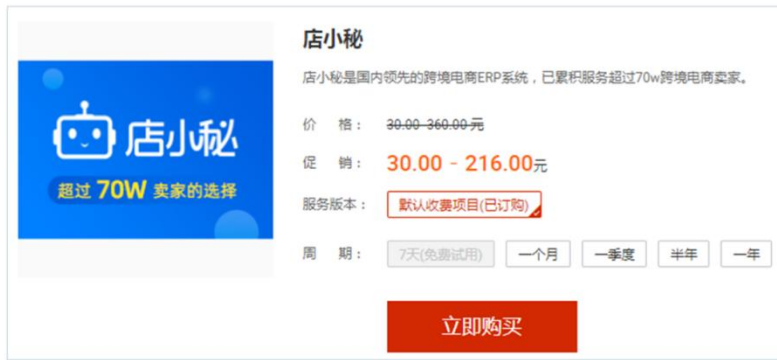 店小秘
店小秘是国内领先的跨境电商ERP系统，已累积服务超过70w跨境电商卖家。
店小秘
超过 70W 卖家的选择
价 格： 30.00-360.00 元
促 销： 30.00 - 216.00元
服务版本： 默认收费项目(已订购)
周 期： 7天(免费试用) 一个月 一季度 半年 一年
立即购买